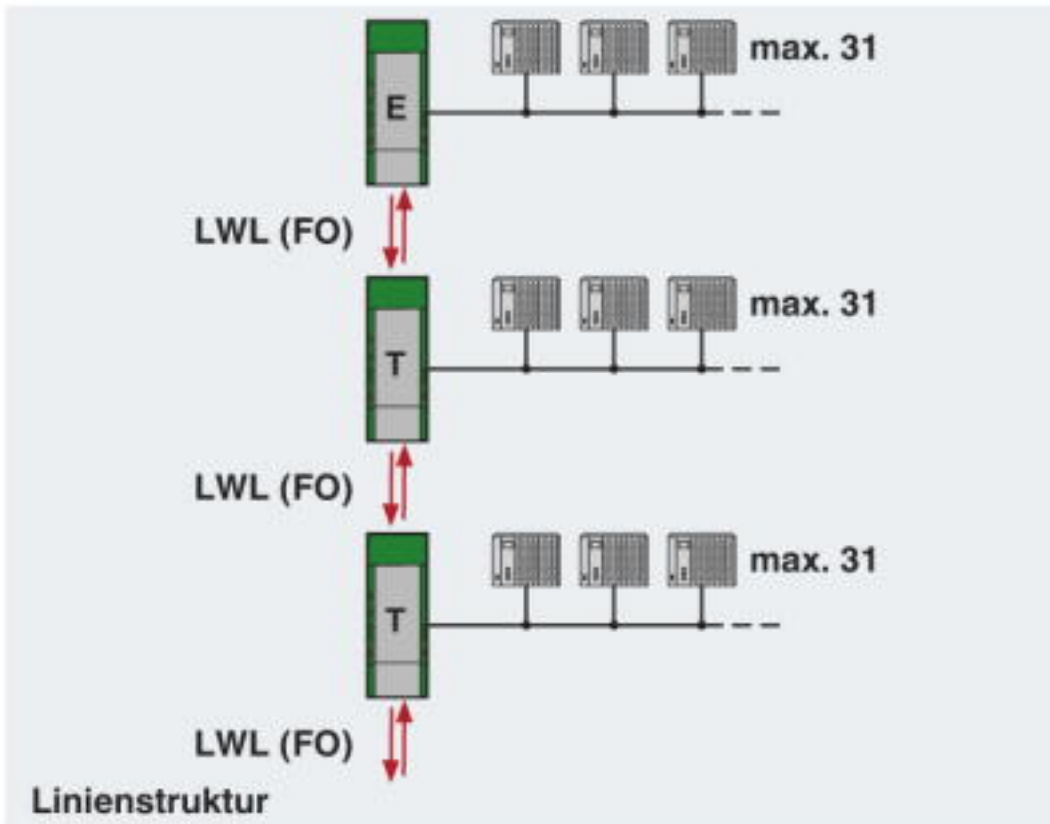 max. 31
E
LWL (FO)
max. 31
T
LWL (FO)
max. 31
T
LWL (FO)
Linienstruktur